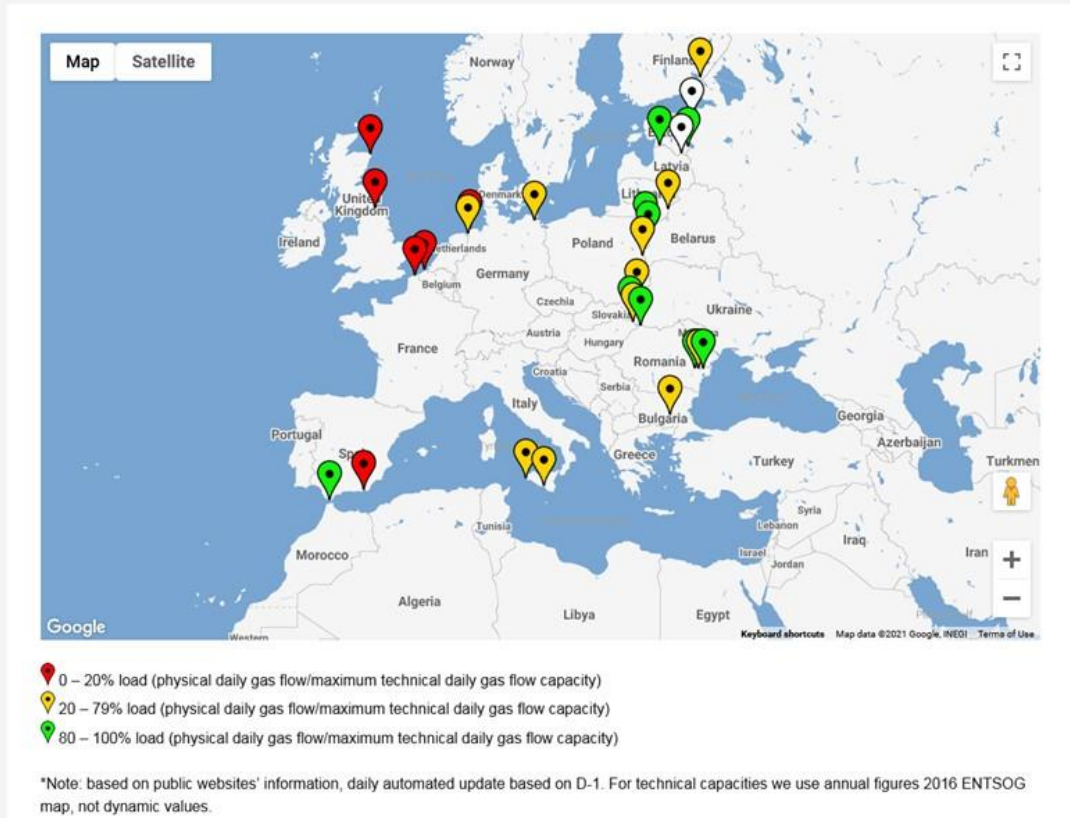 Map
Satellite
Norway
Finlan
Latvia
Denmark
United
Kingdom
Ireland
etherlands
Poland
Belarus
Germany
Belgium
Czechia
Ukraine
Slovakia
Austria
Hungary
France
Romania
Croatia
Serbia
Italy
Bulgaria
Georgia
Portugal
Azerbaijan
Greece
Turkey
Turkmen
Syria
Tunisia
Lebanon
Iraq
Morocco
Israel
Iran
Jordan
Algeria
Libya
Egypt
Google
Western
Keyboard shortcuts Map data ©2021 Google, INEGI Terms of Use
0 – 20% load (physical daily gas flow/maximum technical daily gas flow capacity)
20 – 79% load (physical daily gas flow/maximum technical daily gas flow capacity)
80 – 100% load (physical daily gas flow/maximum technical daily gas flow capacity)
*Note: based on public websites' information, daily automated update based on D-1. For technical capacities we use annual figures 2016 ENTSOG
map, not dynamic values.